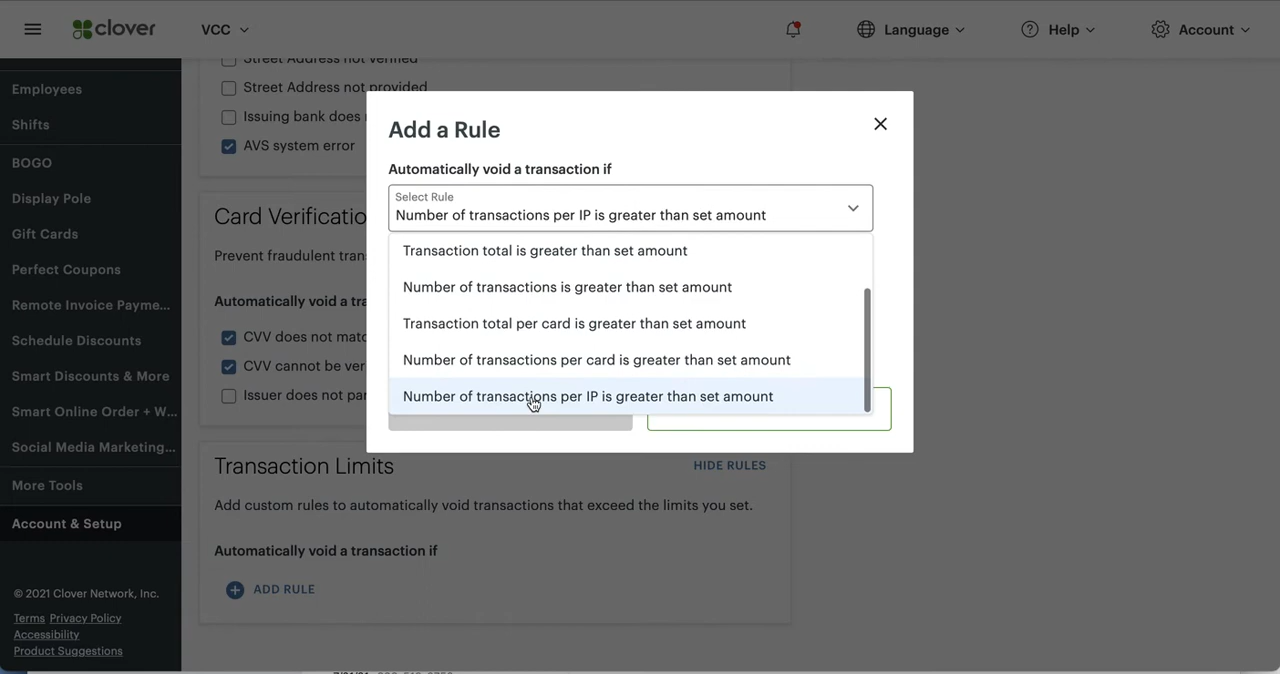 clover
VCC
Language
Help
Account
Employees
Shifts
BOGO
Display Pole
Gift Cards
Perfect Coupons
Remote Invoice Payme...
Schedule Discounts
Smart Discounts & More
Smart Online Order + W...
Social Media Marketing...
More Tools
Account & Setup
© 2021 Clover Network, Inc.
Terms Privacy Policy
Accessibility
Product Suggestions
Street Address not verified
Street Address not provided
Issuing bank does
AVS system error
Card Verificatio
Prevent fraudulent tran
Automatically void a tra
CVV does not matc
CVV cannot be ver
Issuer does not par
Transaction Limits
HIDE RULES
Add custom rules to automatically void transactions that exceed the limits you set.
Automatically void a transaction if
ADD RULE
Add a Rule
Automatically void a transaction if
Select Rule
Number of transactions per IP is greater than set amount
Transaction total is greater than set amount
Number of transactions is greater than set amount
Transaction total per card is greater than set amount
Number of transactions per card is greater than set amount
Number of transactions per IP is greater than set amount